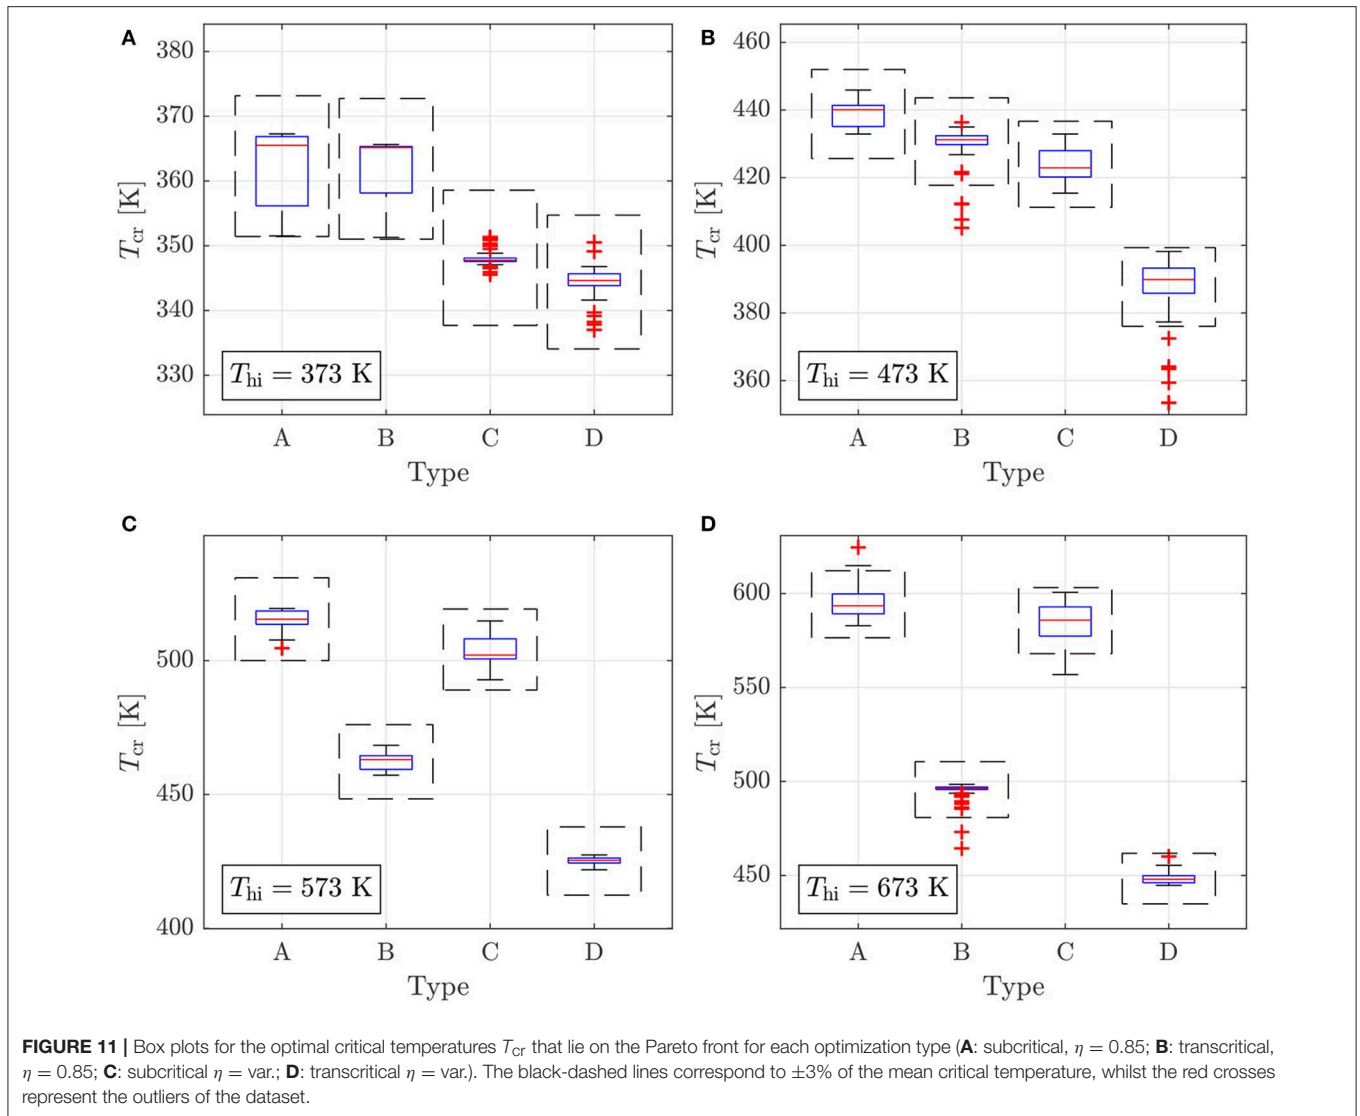 A
380
370
360
350
340
330
T_cr [K]
T_hi = 373 K
A B C D
Type
B
460
440
420
400
380
360
T_cr [K]
T_hi = 473 K
A B C D
Type
C
500
450
400
T_cr [K]
T_hi = 573 K
A B C D
Type
D
600
550
500
450
T_cr [K]
T_hi = 673 K
A B C D
Type
FIGURE 11 | Box plots for the optimal critical temperatures T_cr that lie on the Pareto front for each optimization type (A: subcritical, η = 0.85; B: transcritical,
η = 0.85; C: subcritical η = var.; D: transcritical η = var.). The black-dashed lines correspond to ±3% of the mean critical temperature, whilst the red crosses
represent the outliers of the dataset.